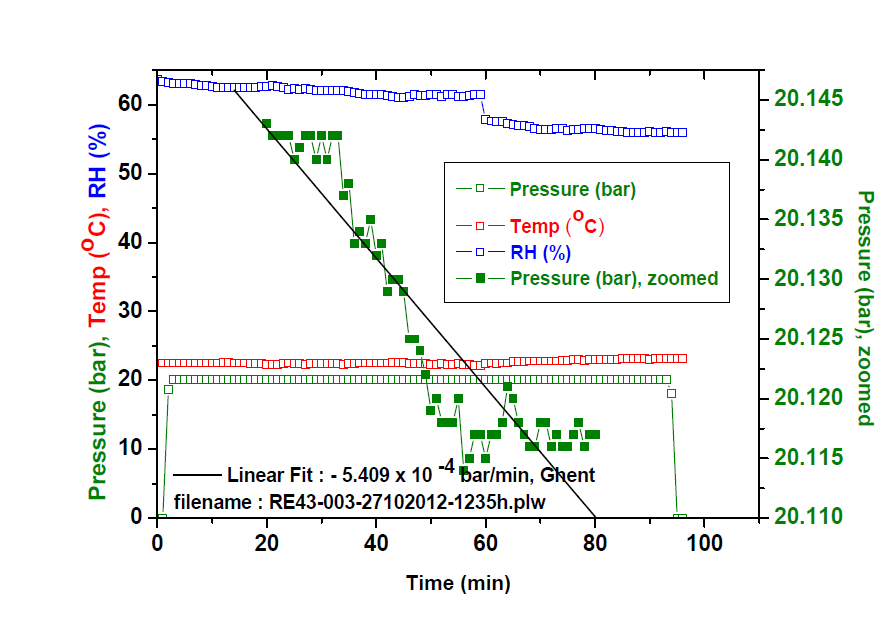 Pressure (bar), Temp (°C), RH (%)
60
50
40
30
20
10
0
20.145
20.140
20.135
20.130
20.125
20.120
20.115
20.110
Pressure (bar), zoomed
Pressure (bar)
Temp (°C)
RH (%)
Pressure (bar), zoomed
Linear Fit : - 5.409 x 10 -4 bar/min, Ghent
filename : RE43-003-27102012-1235h.plw
0 20 40 60 80 100
Time (min)